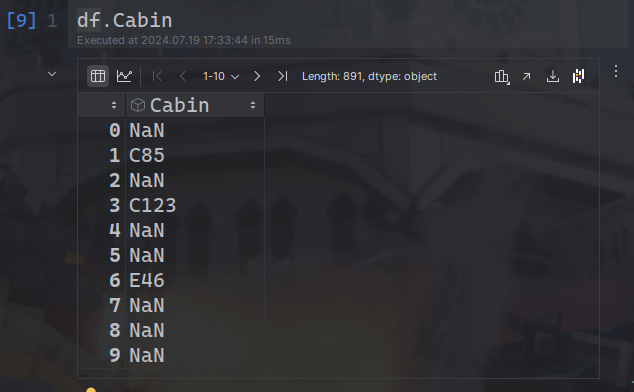 [9] 1 df.Cabin
Executed at 2024.07.19 17:33:44 in 15ms
1-10 Length: 891, dtype: object
Cabin
0 NaN
1 C85
2 NaN
3 C123
4 NaN
5 NaN
6 E46
7 NaN
8 NaN
9 NaN